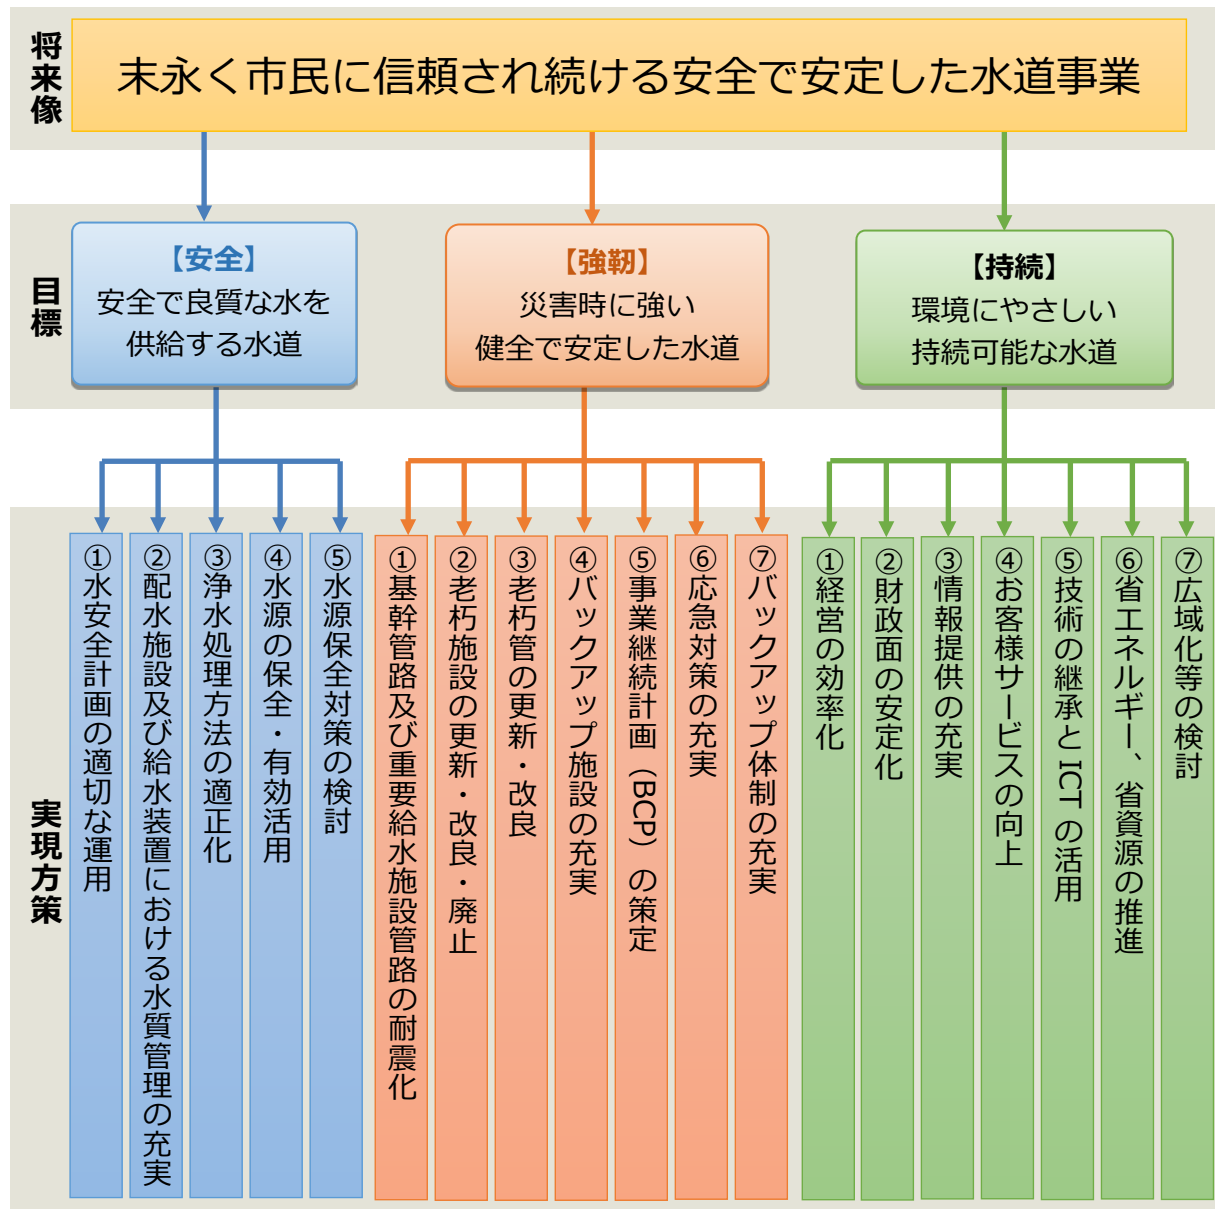 将来像
末永く市民に信頼され続ける安全で安定した水道事業
目標
【安全】
安全で良質な水を
供給する水道
【強靭】
災害時に強い
健全で安定した水道
【持続】
環境にやさしい
持続可能な水道
実現方策
①水安全計画の適切な運用
②配水施設及び給水装置における水質管理の充実
③浄水処理方法の適正化
④水源の保全・有効活用
⑤水源保全対策の検討
①基幹管路及び重要給水施設管路の耐震化
②老朽施設の更新・改良・廃止
③老朽管の更新・改良
④バックアップ施設の充実
⑤事業継続計画（BCP）の策定
⑥応急対策の充実
⑦バックアップ体制の充実
①経営の効率化
②財政面の安定化
③情報提供の充実
④お客様サービスの向上
⑤技術の継承とICTの活用
⑥省エネルギー、省資源の推進
⑦広域化等の検討